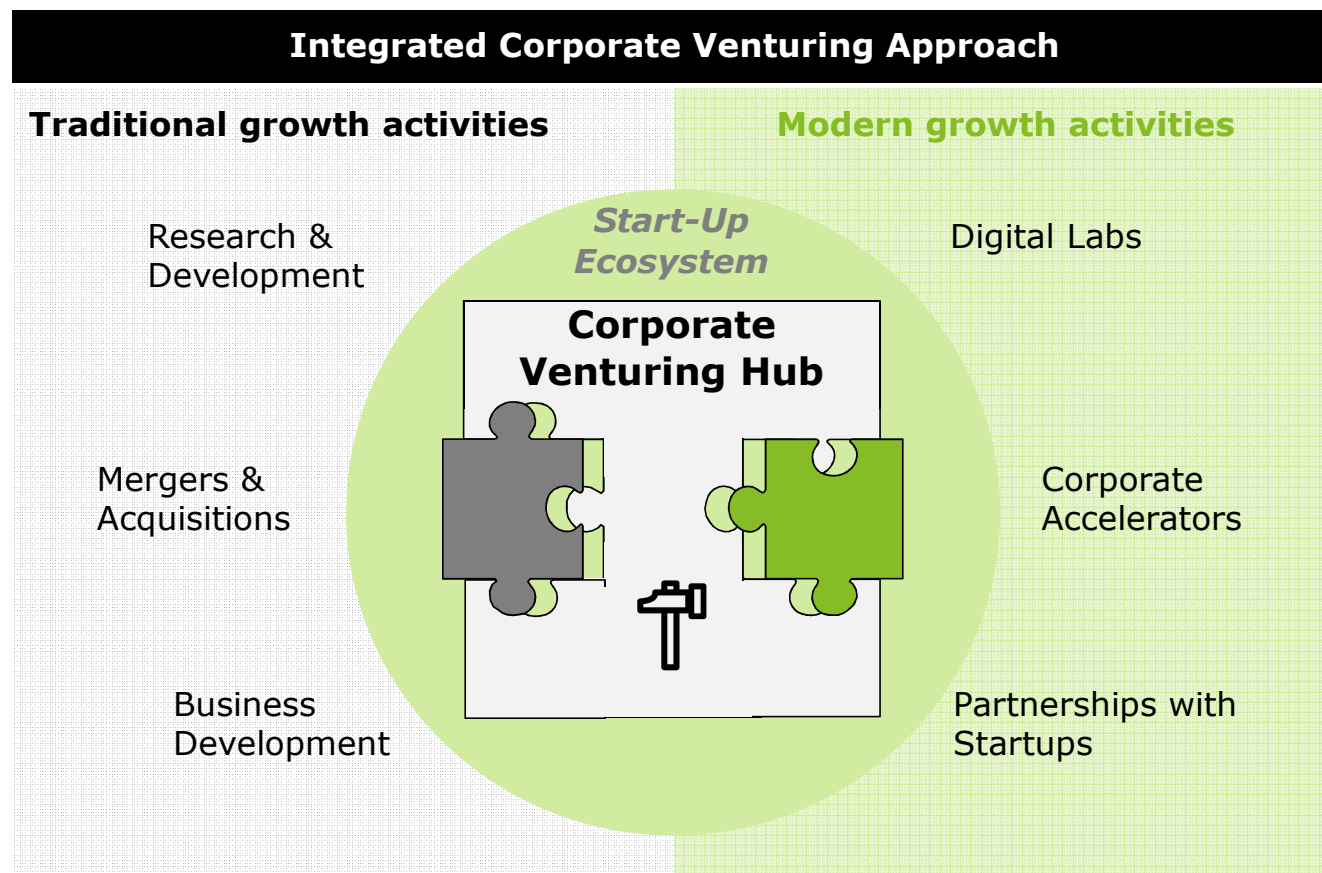 Integrated Corporate Venturing Approach
Traditional growth activities
Modern growth activities
Research &
Development
Mergers &
Acquisitions
Business
Development
Start-Up
Ecosystem
Corporate
Venturing Hub
Digital Labs
Corporate
Accelerators
Partnerships with
Startups